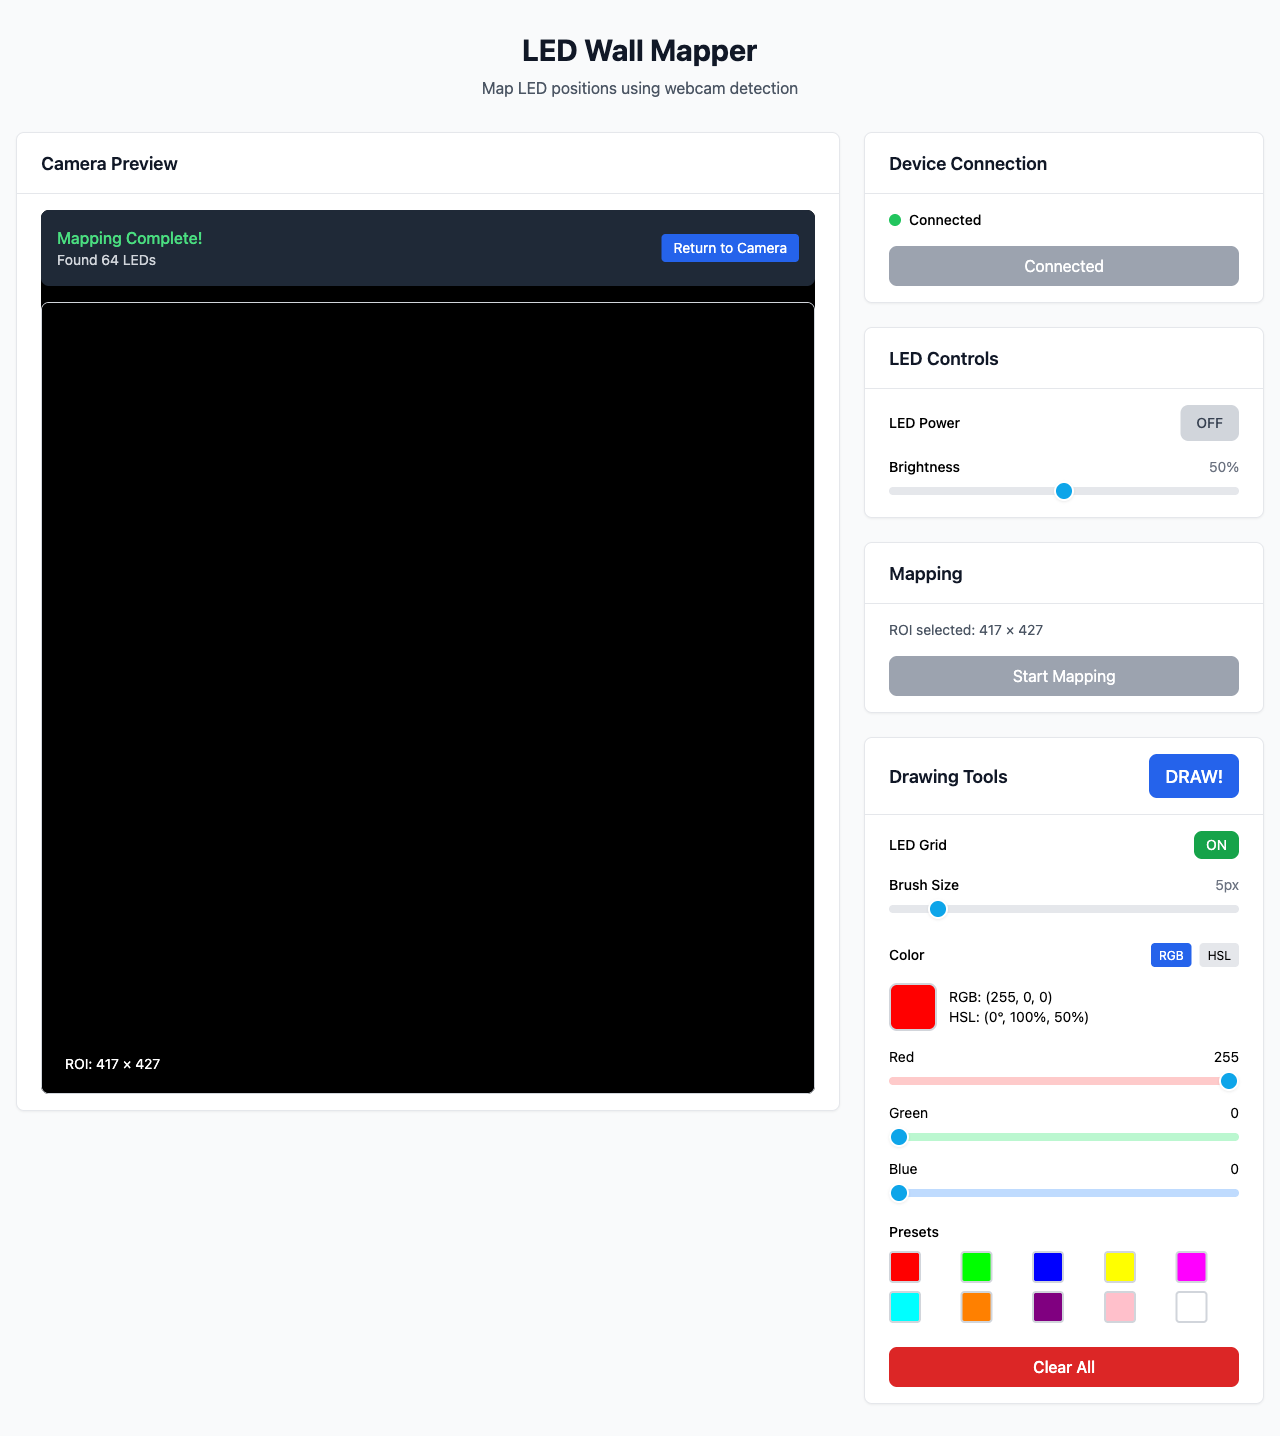 LED Wall Mapper
Map LED positions using webcam detection
Camera Preview
Mapping Complete!
Found 64 LEDs
Return to Camera
ROI: 417 × 427
Device Connection
Connected
Connected
LED Controls
LED Power
OFF
Brightness
50%
Mapping
ROI selected: 417 × 427
Start Mapping
Drawing Tools
DRAW!
LED Grid
ON
Brush Size
5px
Color
RGB
HSL
RGB: (255, 0, 0)
HSL: (0°, 100%, 50%)
Red
255
Green
0
Blue
0
Presets
Clear All